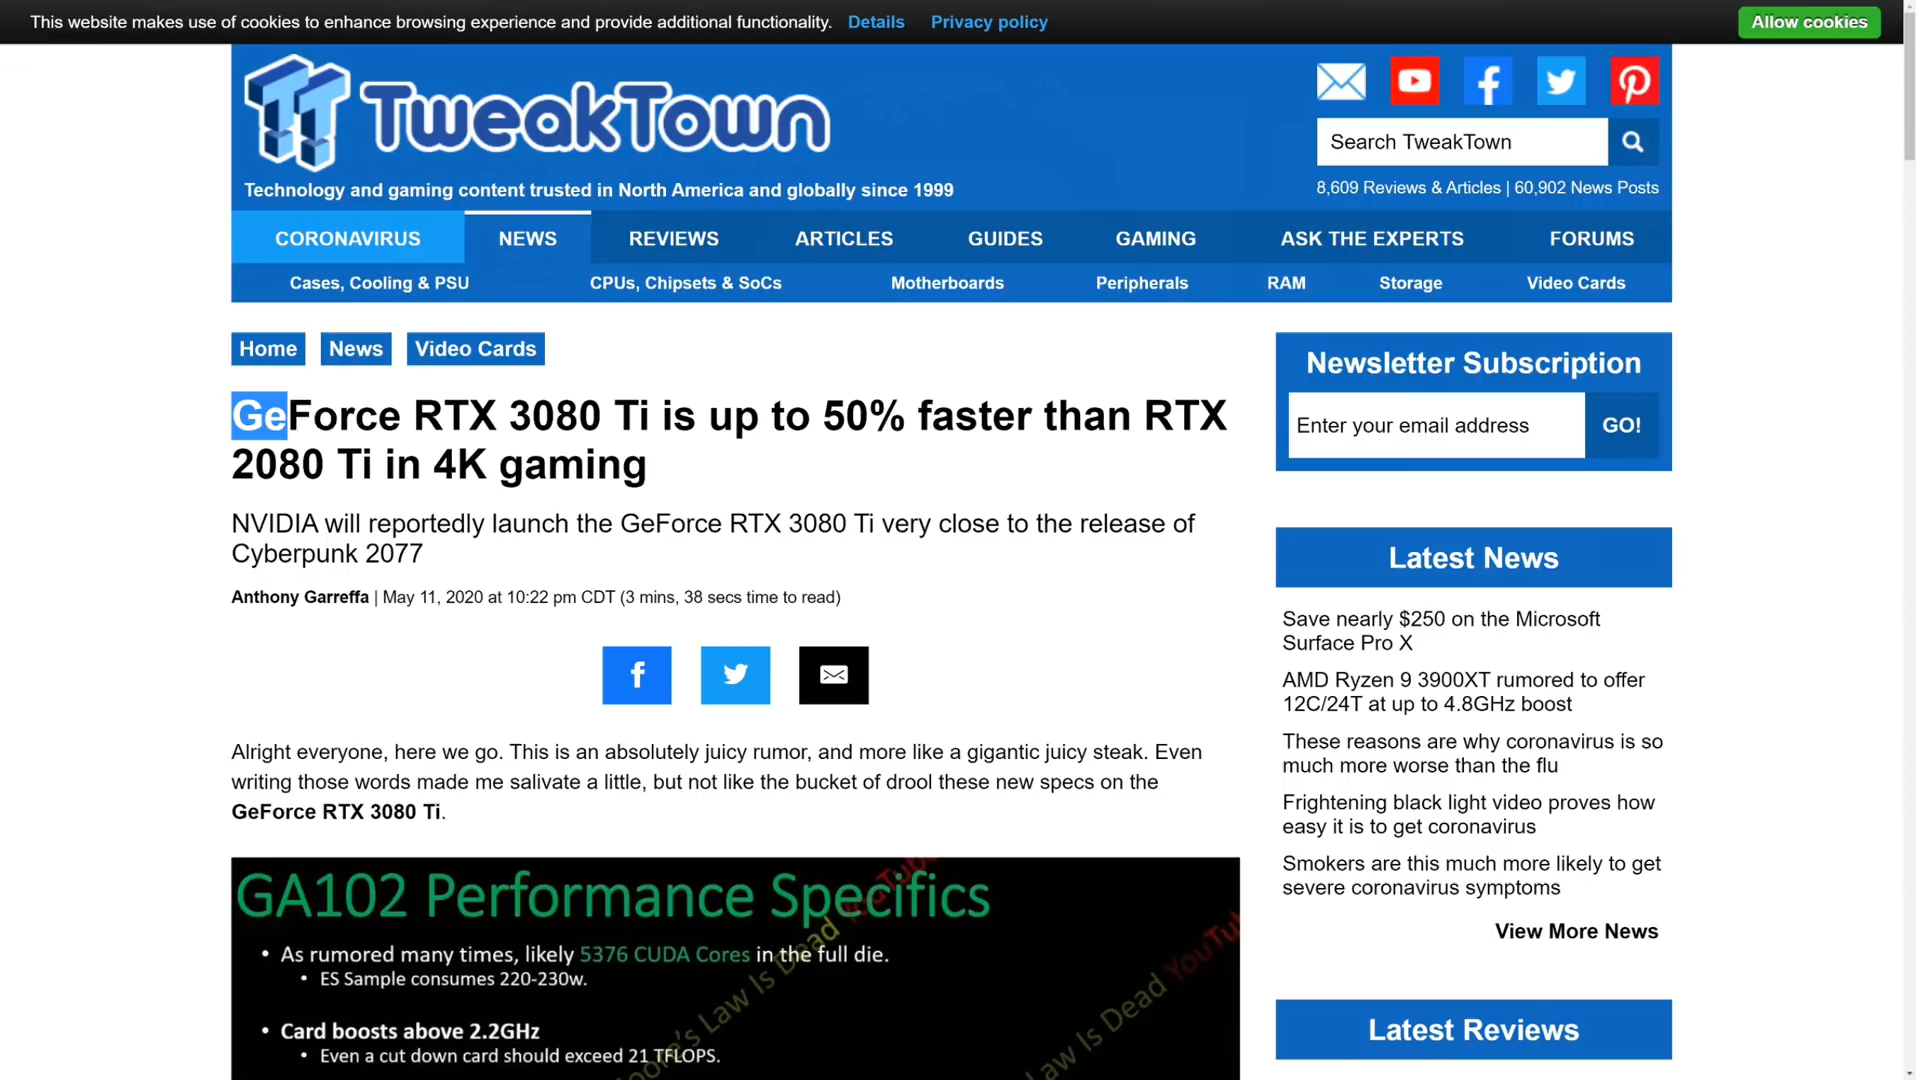 This website makes use of cookies to enhance browsing experience and provide additional functionality. Details Privacy policy
Allow cookies
TweakTown
Technology and gaming content trusted in North America and globally since 1999
Search TweakTown
8,609 Reviews & Articles | 60,902 News Posts
CORONAVIRUS NEWS REVIEWS ARTICLES GUIDES GAMING ASK THE EXPERTS FORUMS
Cases, Cooling & PSU CPUs, Chipsets & SoCs Motherboards Peripherals RAM Storage Video Cards
Home News Video Cards
GeForce RTX 3080 Ti is up to 50% faster than RTX
2080 Ti in 4K gaming
NVIDIA will reportedly launch the GeForce RTX 3080 Ti very close to the release of
Cyberpunk 2077
Anthony Garreffa | May 11, 2020 at 10:22 pm CDT (3 mins, 38 secs time to read)
Alright everyone, here we go. This is an absolutely juicy rumor, and more like a gigantic juicy steak. Even
writing those words made me salivate a little, but not like the bucket of drool these new specs on the
GeForce RTX 3080 Ti.
GA102 Performance Specifics
• As rumored many times, likely 5376 CUDA Cores in the full die.
• ES Sample consumes 220-230w.
• Card boosts above 2.2GHz
• Even a cut down card should exceed 21 TFLOPS.
Moore's Law Is Dead YouTube
Law Is Dead YouTu
Newsletter Subscription
Enter your email address
GO!
Latest News
Save nearly $250 on the Microsoft
Surface Pro X
AMD Ryzen 9 3900XT rumored to offer
12C/24T at up to 4.8GHz boost
These reasons are why coronavirus is so
much more worse than the flu
Frightening black light video proves how
easy it is to get coronavirus
Smokers are this much more likely to get
severe coronavirus symptoms
View More News
Latest Reviews